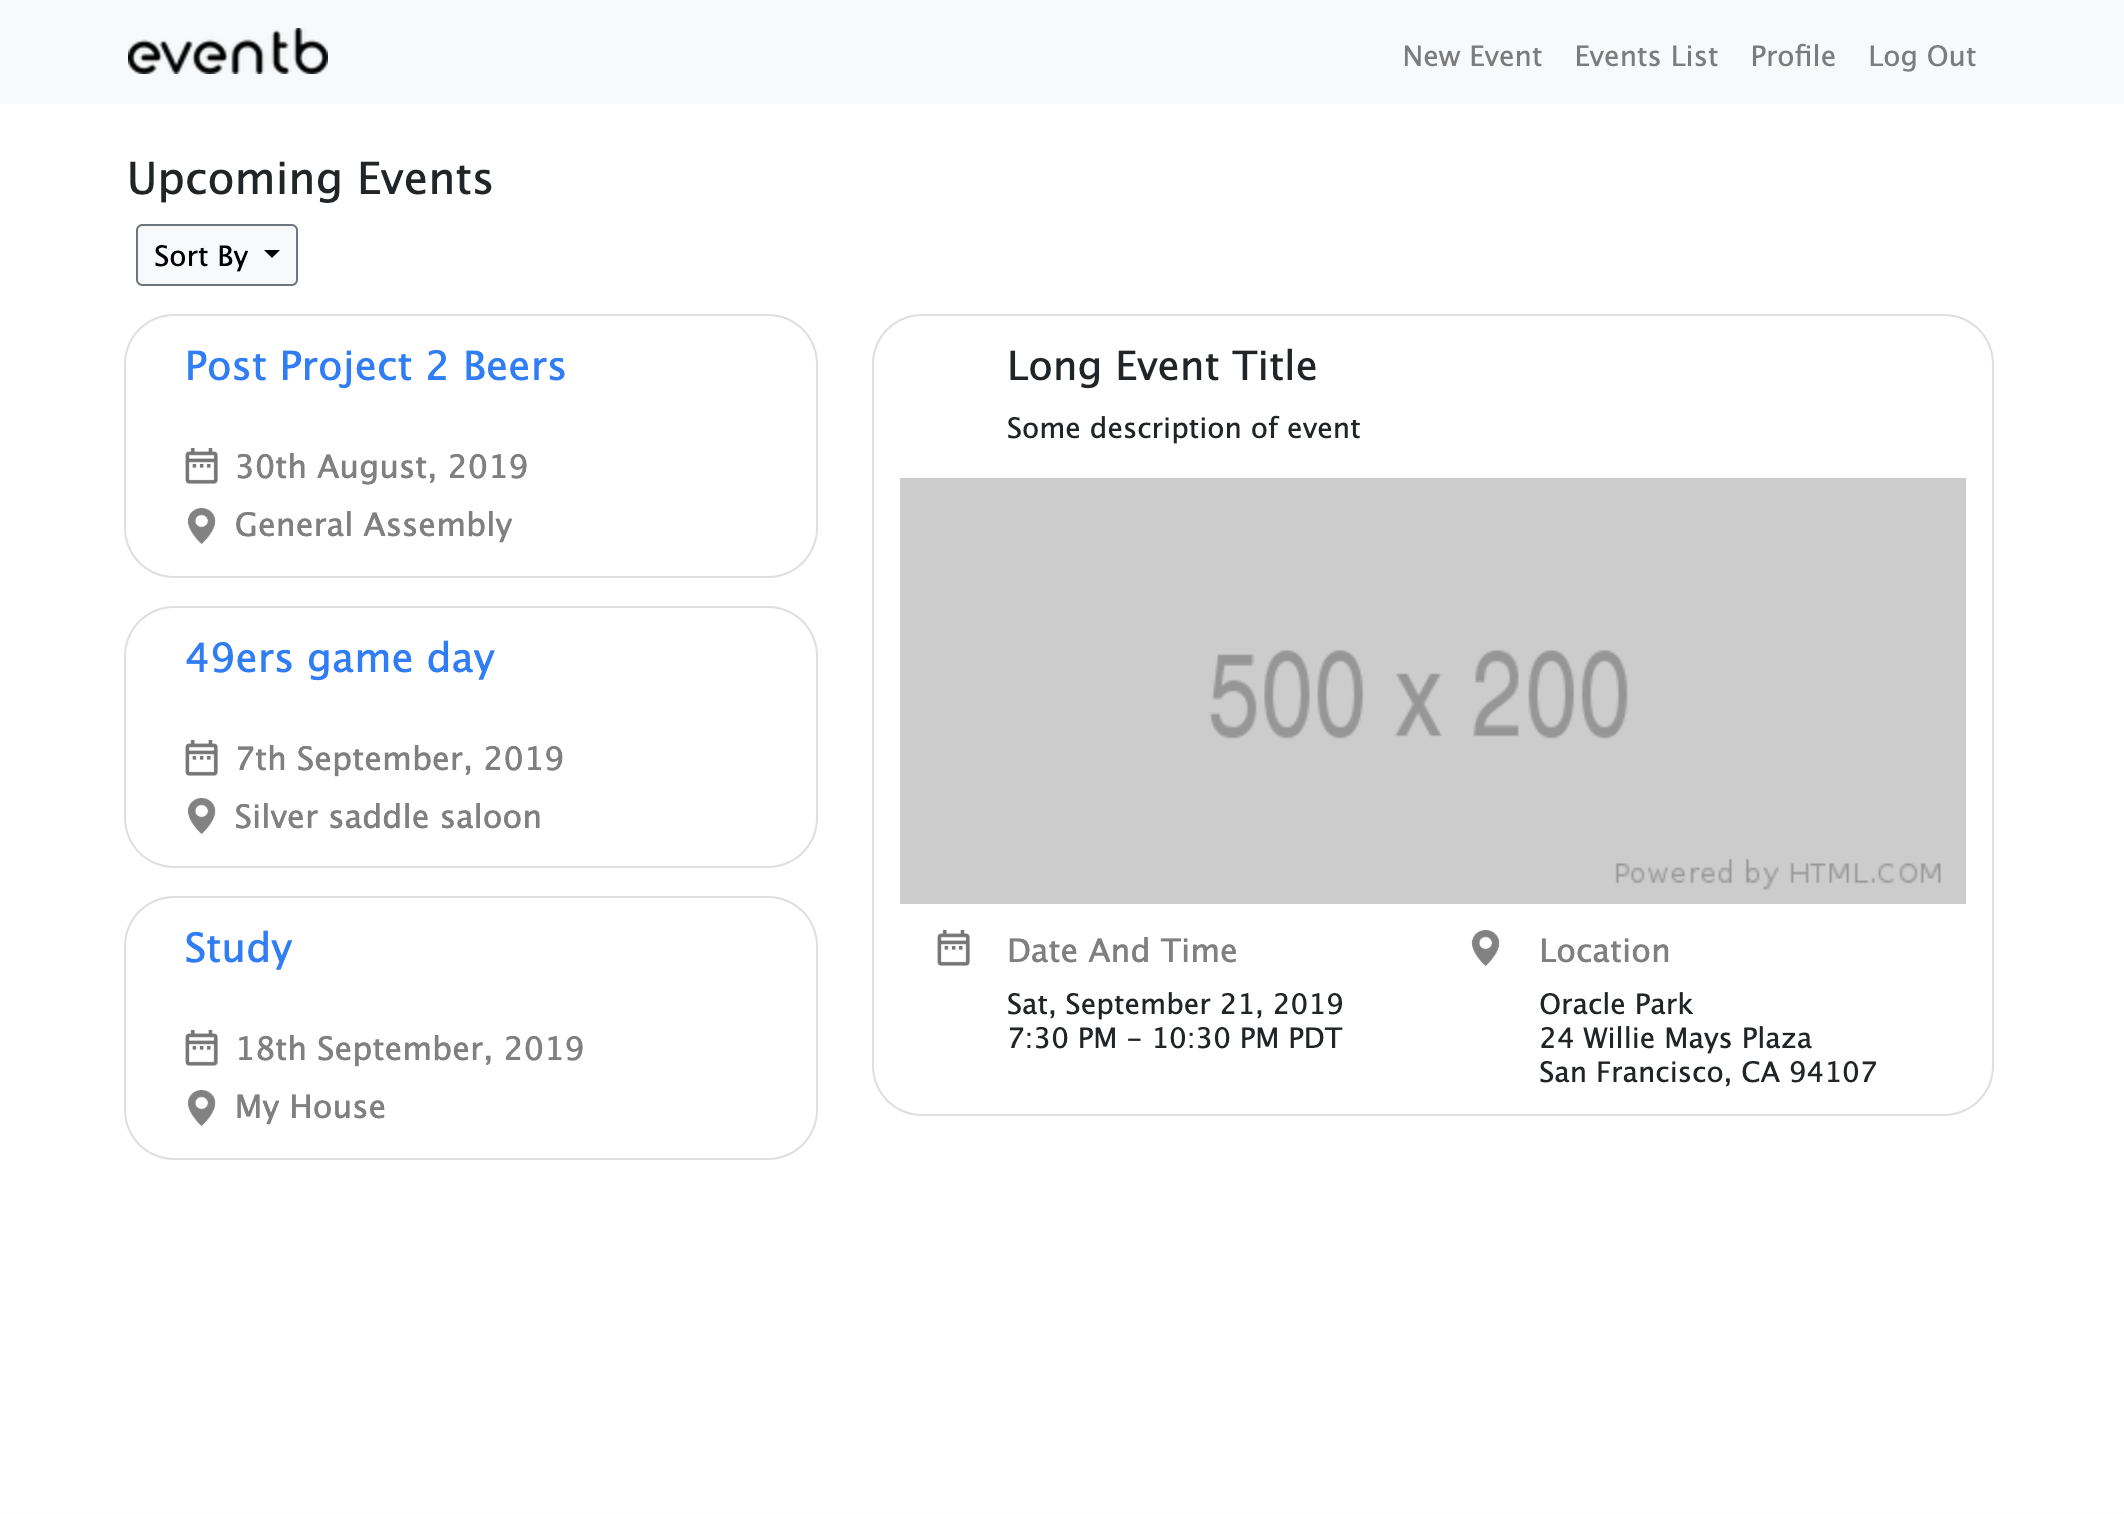 eventb
New Event Events List Profile Log Out
Upcoming Events
Sort By
Post Project 2 Beers
30th August, 2019
General Assembly
49ers game day
7th September, 2019
Silver saddle saloon
Study
18th September, 2019
My House
Long Event Title
Some description of event
500 x 200
Powered by HTML.COM
Date And Time
Sat, September 21, 2019
7:30 PM – 10:30 PM PDT
Location
Oracle Park
24 Willie Mays Plaza
San Francisco, CA 94107